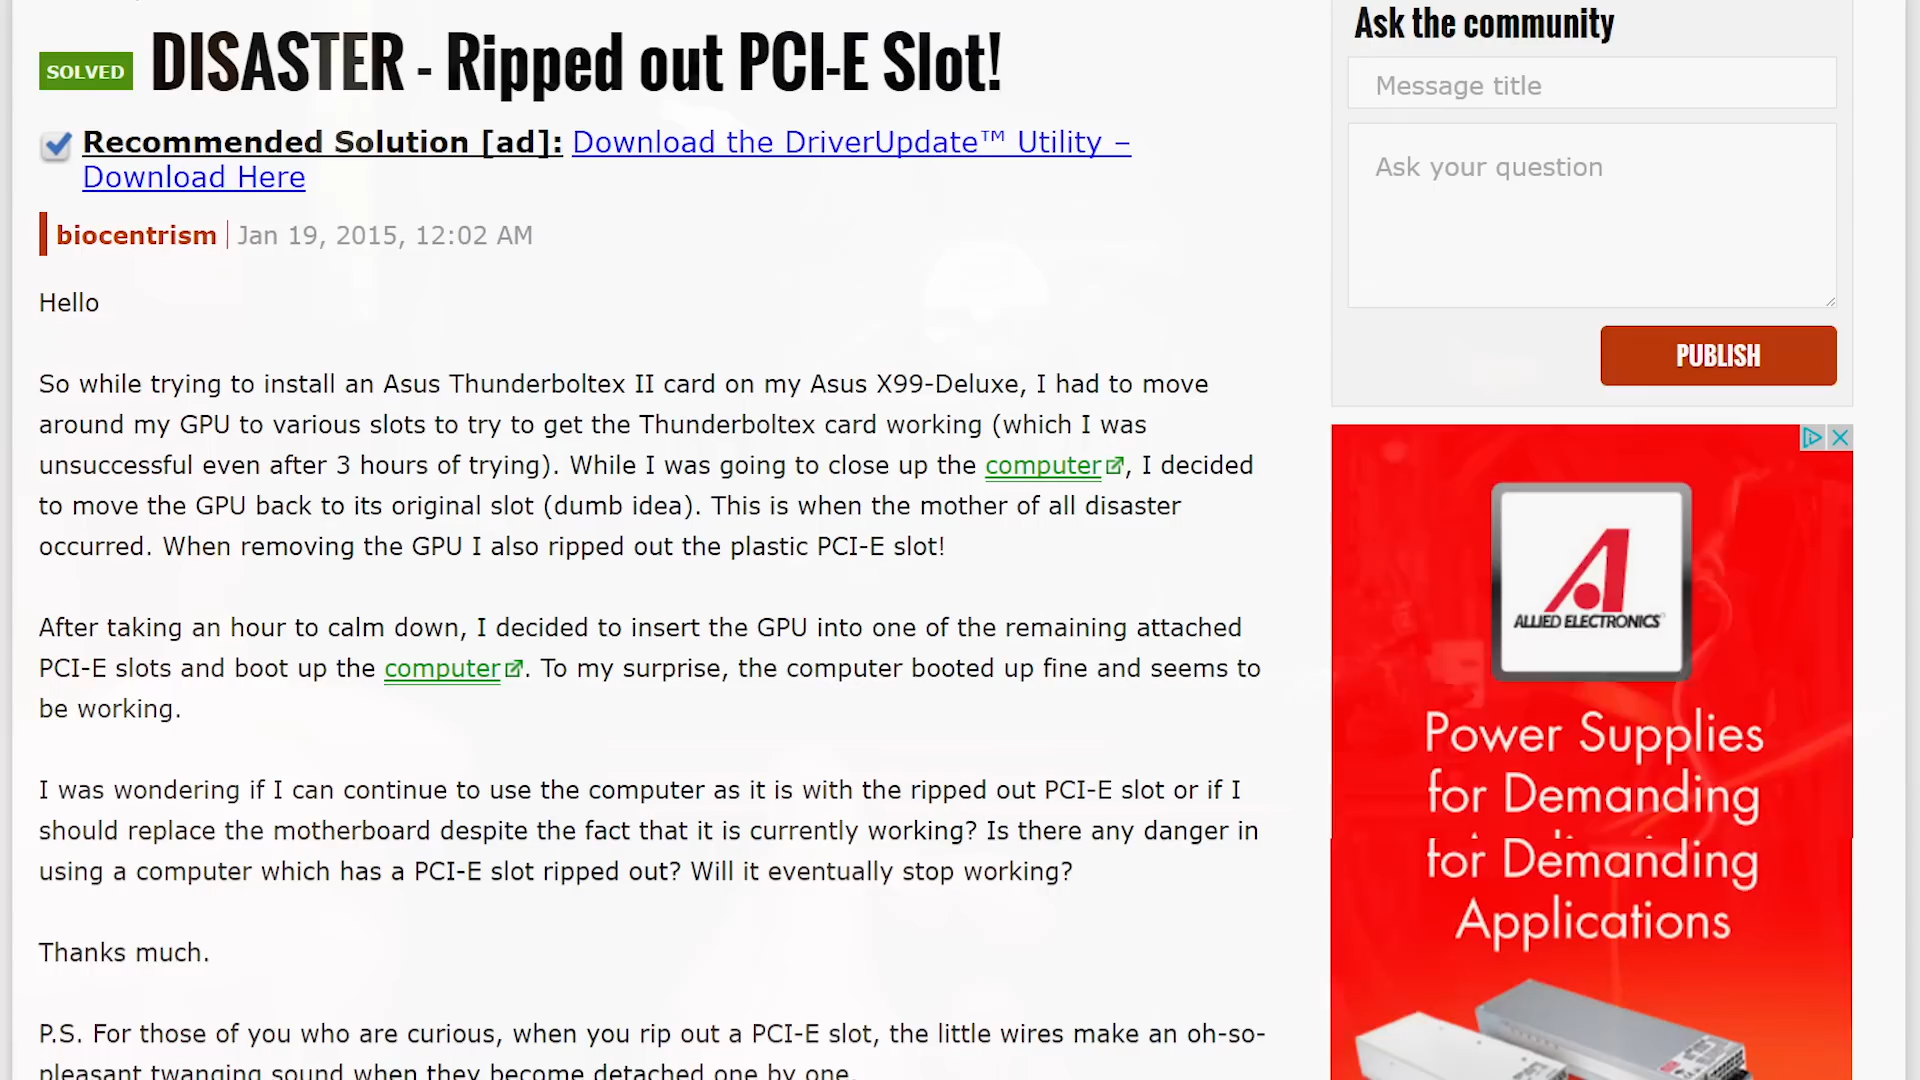 SOLVED DISASTER - Ripped out PCI-E Slot!
Recommended Solution [ad]: Download the DriverUpdate™ Utility –
Download Here
biocentrism | Jan 19, 2015, 12:02 AM
Hello
So while trying to install an Asus Thunderboltex II card on my Asus X99-Deluxe, I had to move
around my GPU to various slots to try to get the Thunderboltex card working (which I was
unsuccessful even after 3 hours of trying). While I was going to close up the computer, I decided
to move the GPU back to its original slot (dumb idea). This is when the mother of all disaster
occurred. When removing the GPU I also ripped out the plastic PCI-E slot!
After taking an hour to calm down, I decided to insert the GPU into one of the remaining attached
PCI-E slots and boot up the computer. To my surprise, the computer booted up fine and seems to
be working.
I was wondering if I can continue to use the computer as it is with the ripped out PCI-E slot or if I
should replace the motherboard despite the fact that it is currently working? Is there any danger in
using a computer which has a PCI-E slot ripped out? Will it eventually stop working?
Thanks much.
P.S. For those of you who are curious, when you rip out a PCI-E slot, the little wires make an oh-so-
pleasant twanging sound when they become detached one by one.
Ask the community
Message title
Ask your question
PUBLISH
ALLIED ELECTRONICS
Power Supplies
for Demanding
for Demanding
Applications